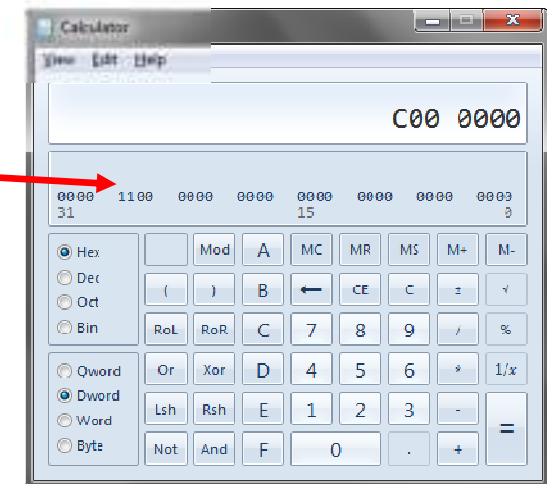 Calculator
View Edit Help
C00 0000
0000 1100 0000 0000 0000 0000 0000 0000
31 15 0
Hex Mod A MC MR MS M+ M-
Dec
Oct
( ) B ← CE C ± √
Bin RoL RoR C 7 8 9 / %
Qword Or Xor D 4 5 6 * 1/x
Dword
Word
Lsh Rsh E 1 2 3 - =
Byte Not And F 0 . +